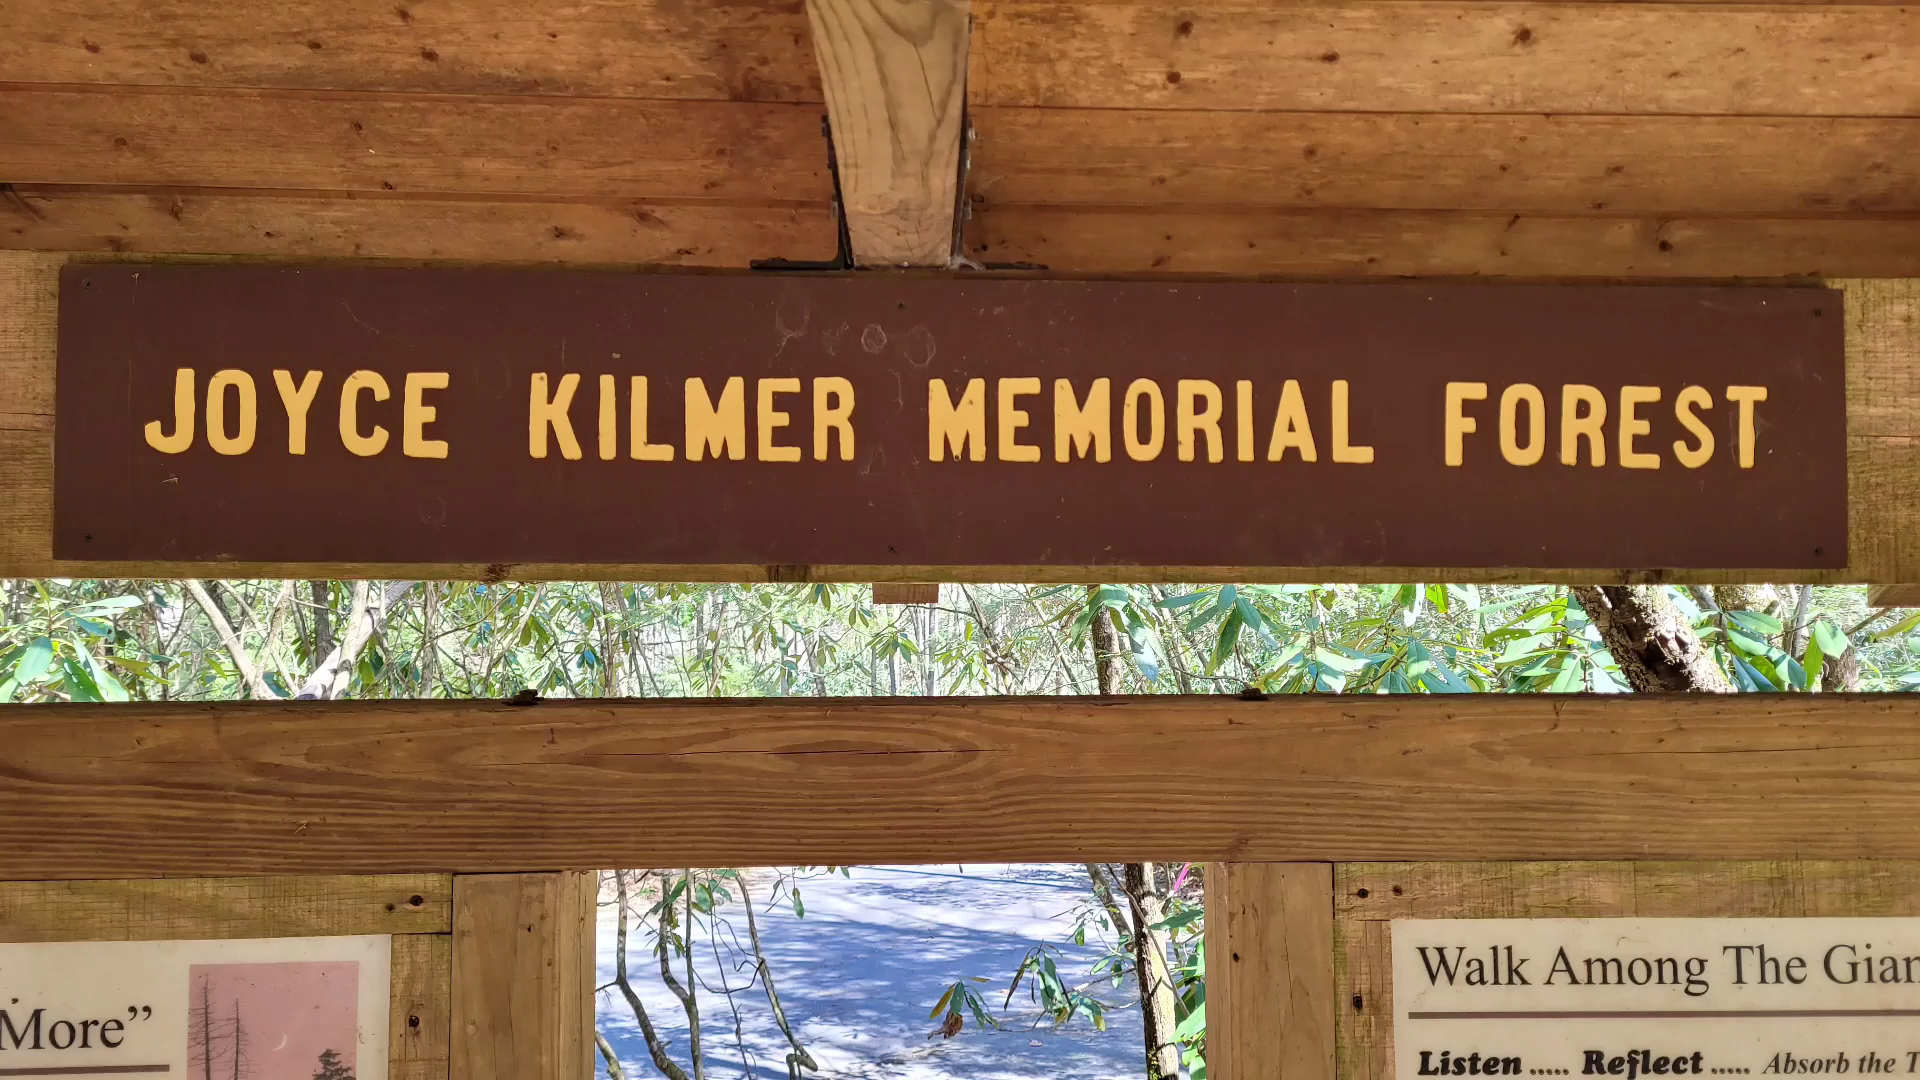 JOYCE KILMER MEMORIAL FOREST
More”
Walk Among The
Listen ..... Reflect ..... Absorb the